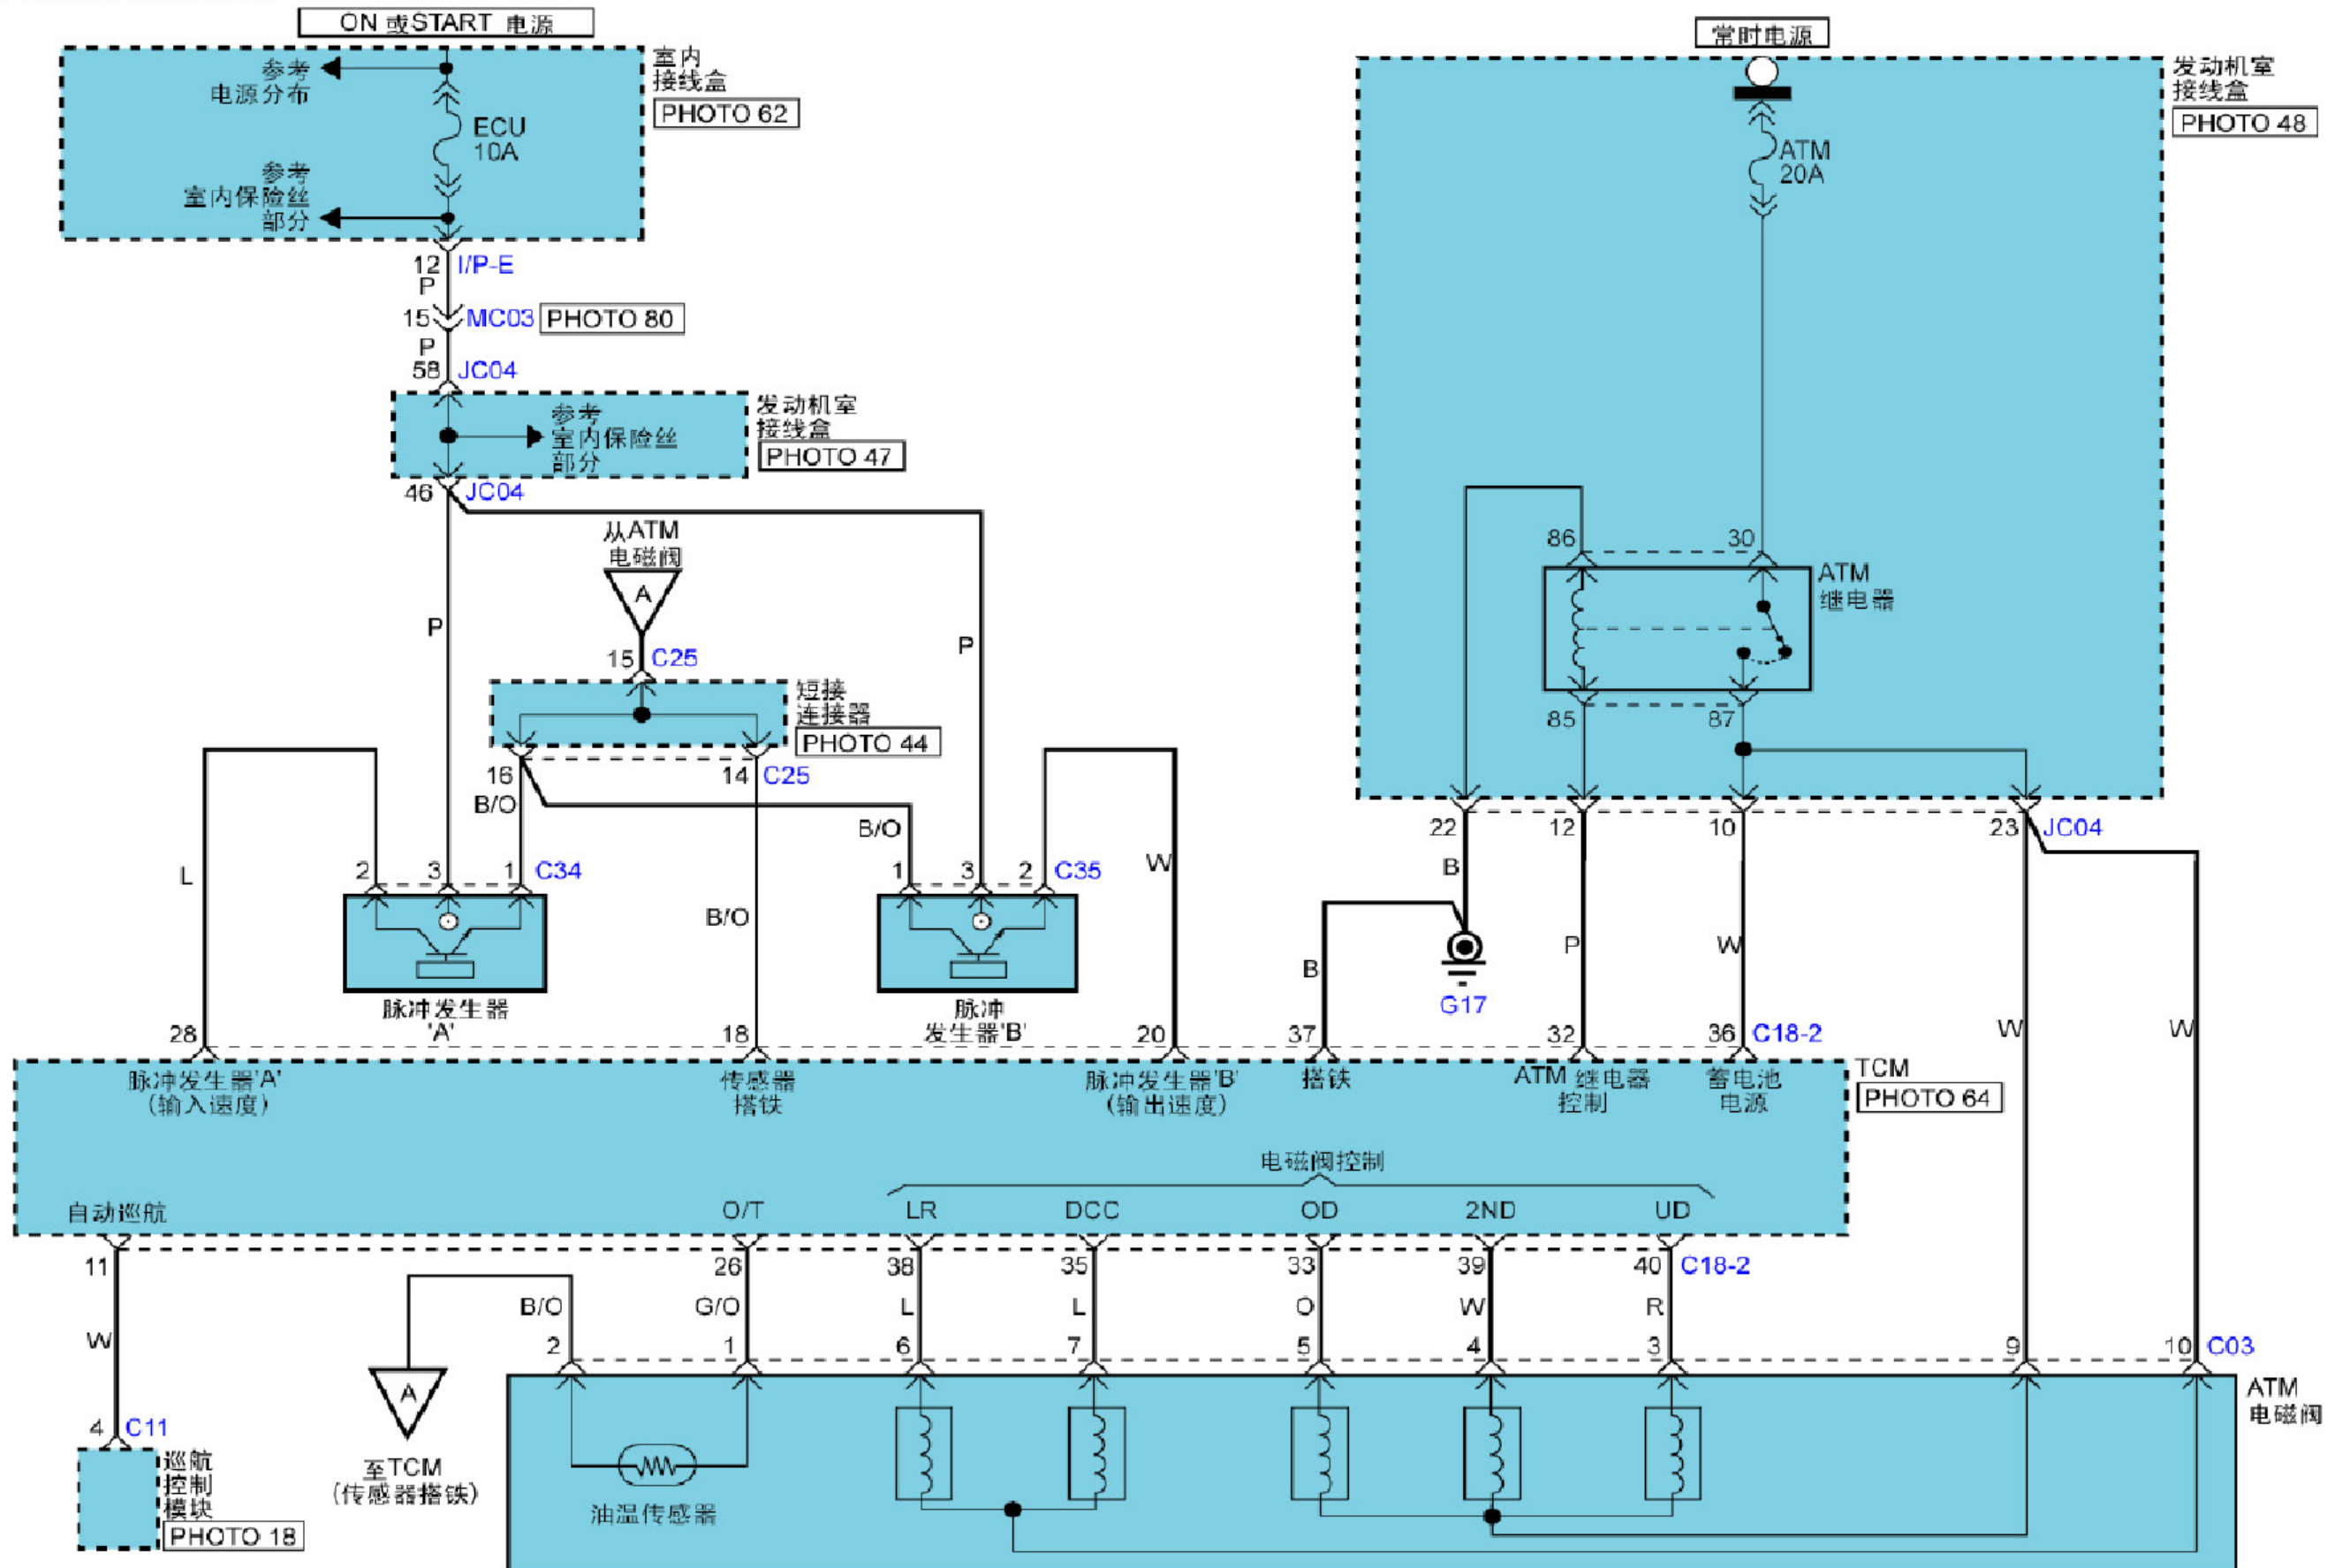 ON 或START 电源
常时电源
参考
电源分布
ECU
10A
参考
室内保险丝
部分
室内
接线盒
PHOTO 62
ATM
20A
发动机室
接线盒
PHOTO 48
12 I/P-E
P
15 MC03 PHOTO 80
P
58 JC04
参考
室内保险丝
部分
发动机室
接线盒
PHOTO 47
46 JC04
从ATM
电磁阀
A
P
P
15 C25
短接
连接器
PHOTO 44
16
14 C25
B/O
86
30
ATM
继电器
85
87
22
12
10
23 JC04
B/O
L
2
3
1 C34
B/O
1
3
2 C35
W
B
B
P
W
G17
脉冲发生器
'A'
脉冲
发生器'B'
28
18
20
37
32
36 C18-2
W
W
脉冲发生器'A'
(输入速度)
传感器
搭铁
脉冲发生器'B'
(输出速度)
搭铁
ATM 继电器
控制
蓄电池
电源
TCM
PHOTO 64
电磁阀控制
自动巡航
O/T
LR
DCC
OD
2ND
UD
11
26
38
35
33
39
40 C18-2
W
B/O
G/O
L
L
O
W
R
2
1
6
7
5
4
3
9
10 C03
A
至TCM
(传感器搭铁)
4 C11
巡航
控制
模块
PHOTO 18
油温传感器
ATM
电磁阀